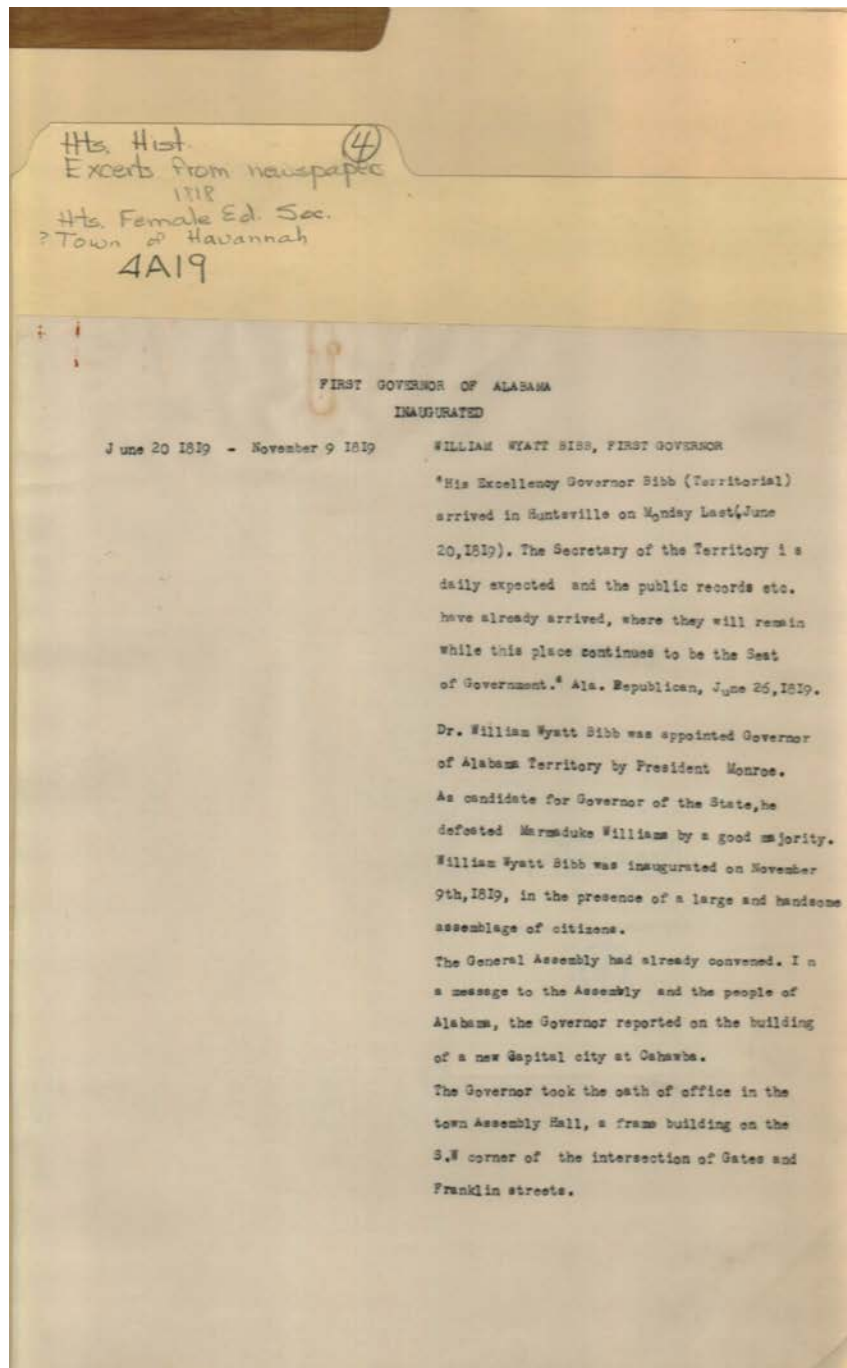 Hts. Hist. 4
Excerts from newspaper
1818
Hts. Female Ed. Soc.
? Town of Havannah
4A19
FIRST GOVERNOR OF ALABAMA
INAUGURATED
June 20 I8I9 - November 9 I8I9 WILLIAM WYATT BIBB, FIRST GOVERNOR
"His Excellency Governor Bibb (Territorial)
arrived in Huntsville on Monday Last(June
20,I8I9). The Secretary of the Territory i s
daily expected and the public records etc.
have already arrived, where they will remain
while this place continues to be the Seat
of Government." Ala. Republican, June 26,I8I9.
Dr. William Wyatt Bibb was appointed Governor
of Alabama Territory by President Monroe.
As candidate for Governor of the State,he
defeated Marmaduke Williams by a good majority.
William Wyatt Bibb was inaugurated on November
9th,I8I9, in the presence of a large and handsome
assemblage of citizens.
The General Assembly had already convened. I n
a message to the Assembly and the people of
Alabama, the Governor reported on the building
of a new Capital city at Cahawba.
The Governor took the oath of office in the
town Assembly Hall, a frame building on the
S.W corner of the intersection of Gates and
Franklin streets.